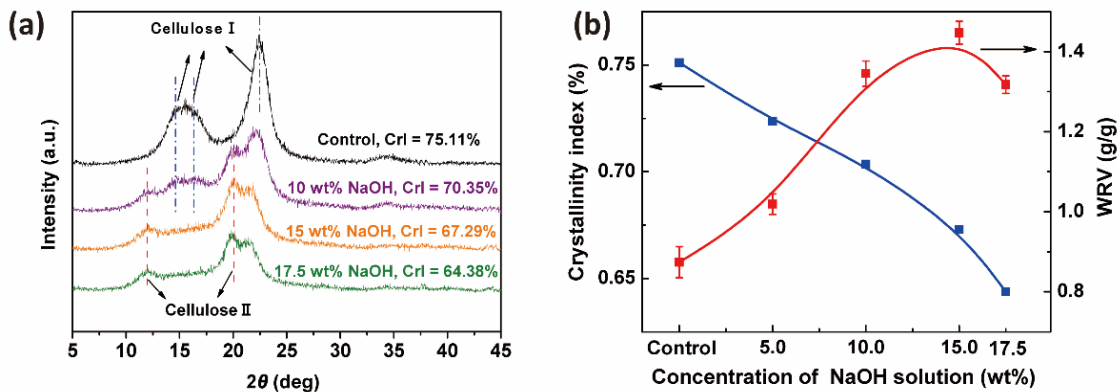 (a)
Cellulose Ⅰ
Control, CrI = 75.11%
10 wt% NaOH, CrI = 70.35%
15 wt% NaOH, CrI = 67.29%
17.5 wt% NaOH, CrI = 64.38%
Cellulose Ⅱ
Intensity (a.u.)
5 10 15 20 25 30 35 40 45
2θ (deg)
(b)
Crystallinity index (%)
0.75
0.70
0.65
1.4
1.2
1.0
0.8
WRV (g/g)
Control 5.0 10.0 15.0 17.5
Concentration of NaOH solution (wt%)